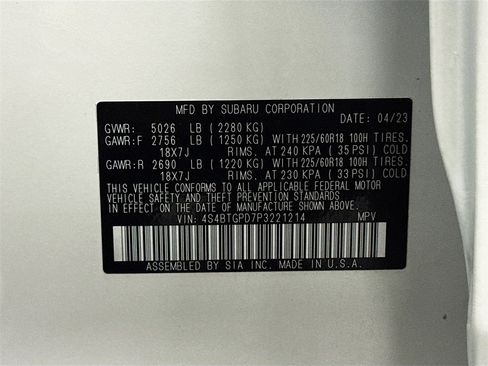 MFD BY SUBARU CORPORATION
DATE: 04/23
GVWR: 5026 LB (2280 KG)
GAWR:F 2756 LB (1250 KG) WITH 225/60R18 100H TIRES.
18X7J RIMS, AT 240 KPA (35 PSI) COLD
GAWR:R 2690 LB (1220 KG) WITH 225/60R18 100H TIRES.
18X7J RIMS, AT 230 KPA (33 PSI) COLD
THIS VEHICLE CONFORMS TO ALL APPLICABLE FEDERAL MOTOR
VEHICLE SAFETY AND THEFT PREVENTION STANDARDS
IN EFFECT ON THE DATE OF MANUFACTURE SHOWN ABOVE.
VIN: 4S4BTGPD7P3221214 MPV
ASSEMBLED BY SIA INC. MADE IN U.S.A.